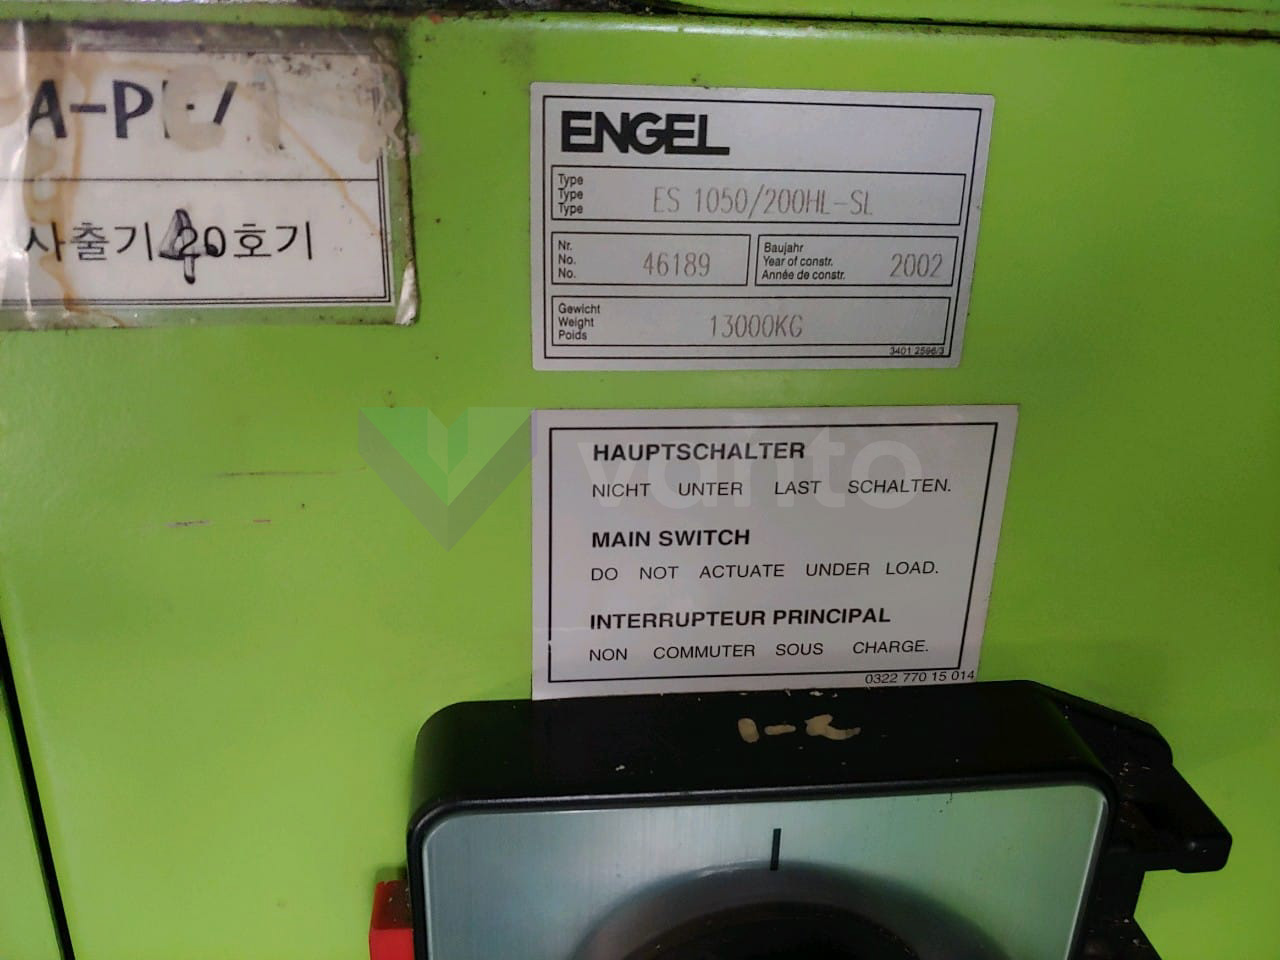 사출기 호기
ENGEL
Type
Type
Type
ES 1050/200HL-SL
Nr.
No.
No.
46189
Baujahr
Year of constr.
Année de constr.
2002
Gewicht
Weight
Poids
13000KG
3401 2596/3
HAUPTSCHALTER
NICHT UNTER LAST SCHALTEN.
MAIN SWITCH
DO NOT ACTUATE UNDER LOAD.
INTERRUPTEUR PRINCIPAL
NON COMMUTER SOUS CHARGE.
0322 770 15 014
vanto